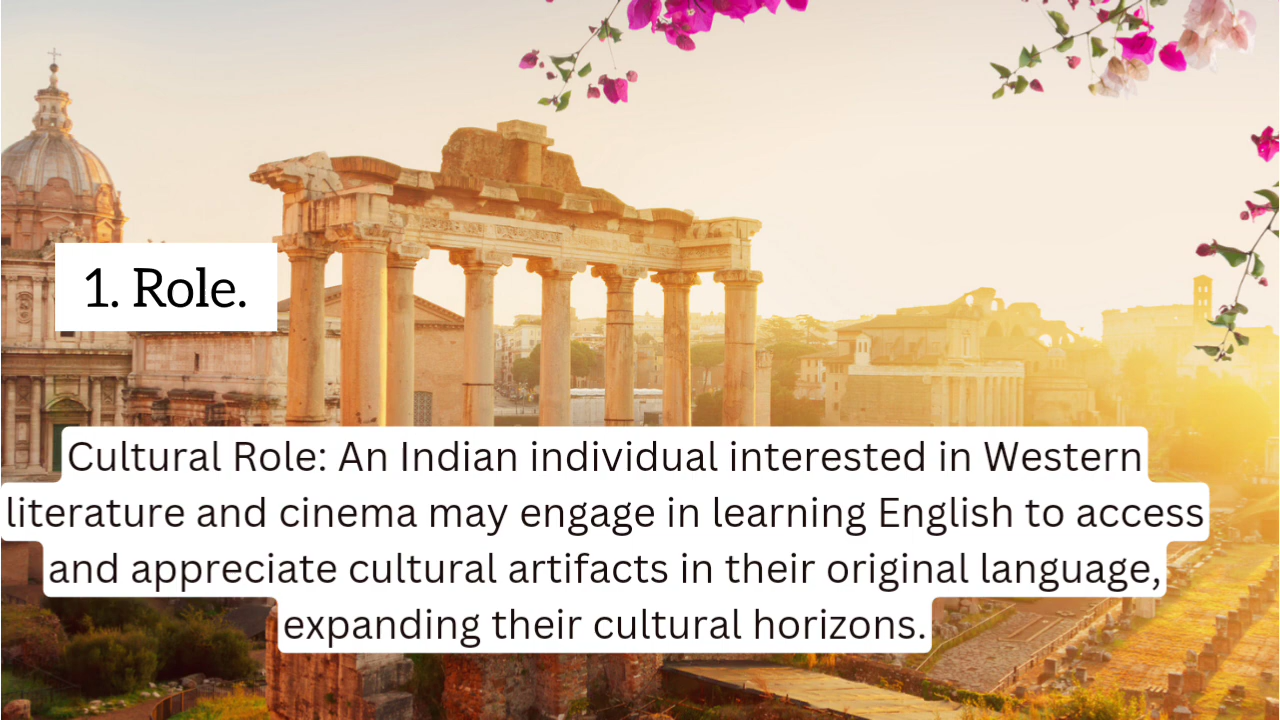 1. Role.
Cultural Role: An Indian individual interested in Western
literature and cinema may engage in learning English to access
and appreciate cultural artifacts in their original language,
expanding their cultural horizons.